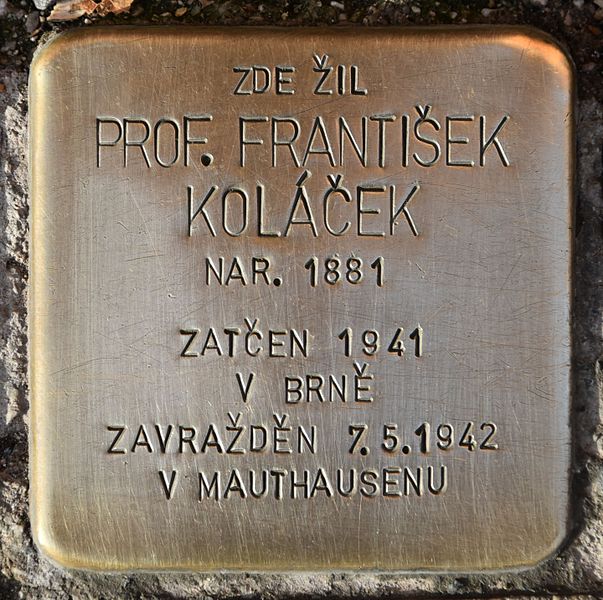 ZDE ŽIL
PROF. FRANTIŠEK
KOLÁČEK
NAR. 1881
ZATČEN 1941
V BRNĚ
ZAVRAŽDĚN 7.5.1942
V MAUTHAUSENU